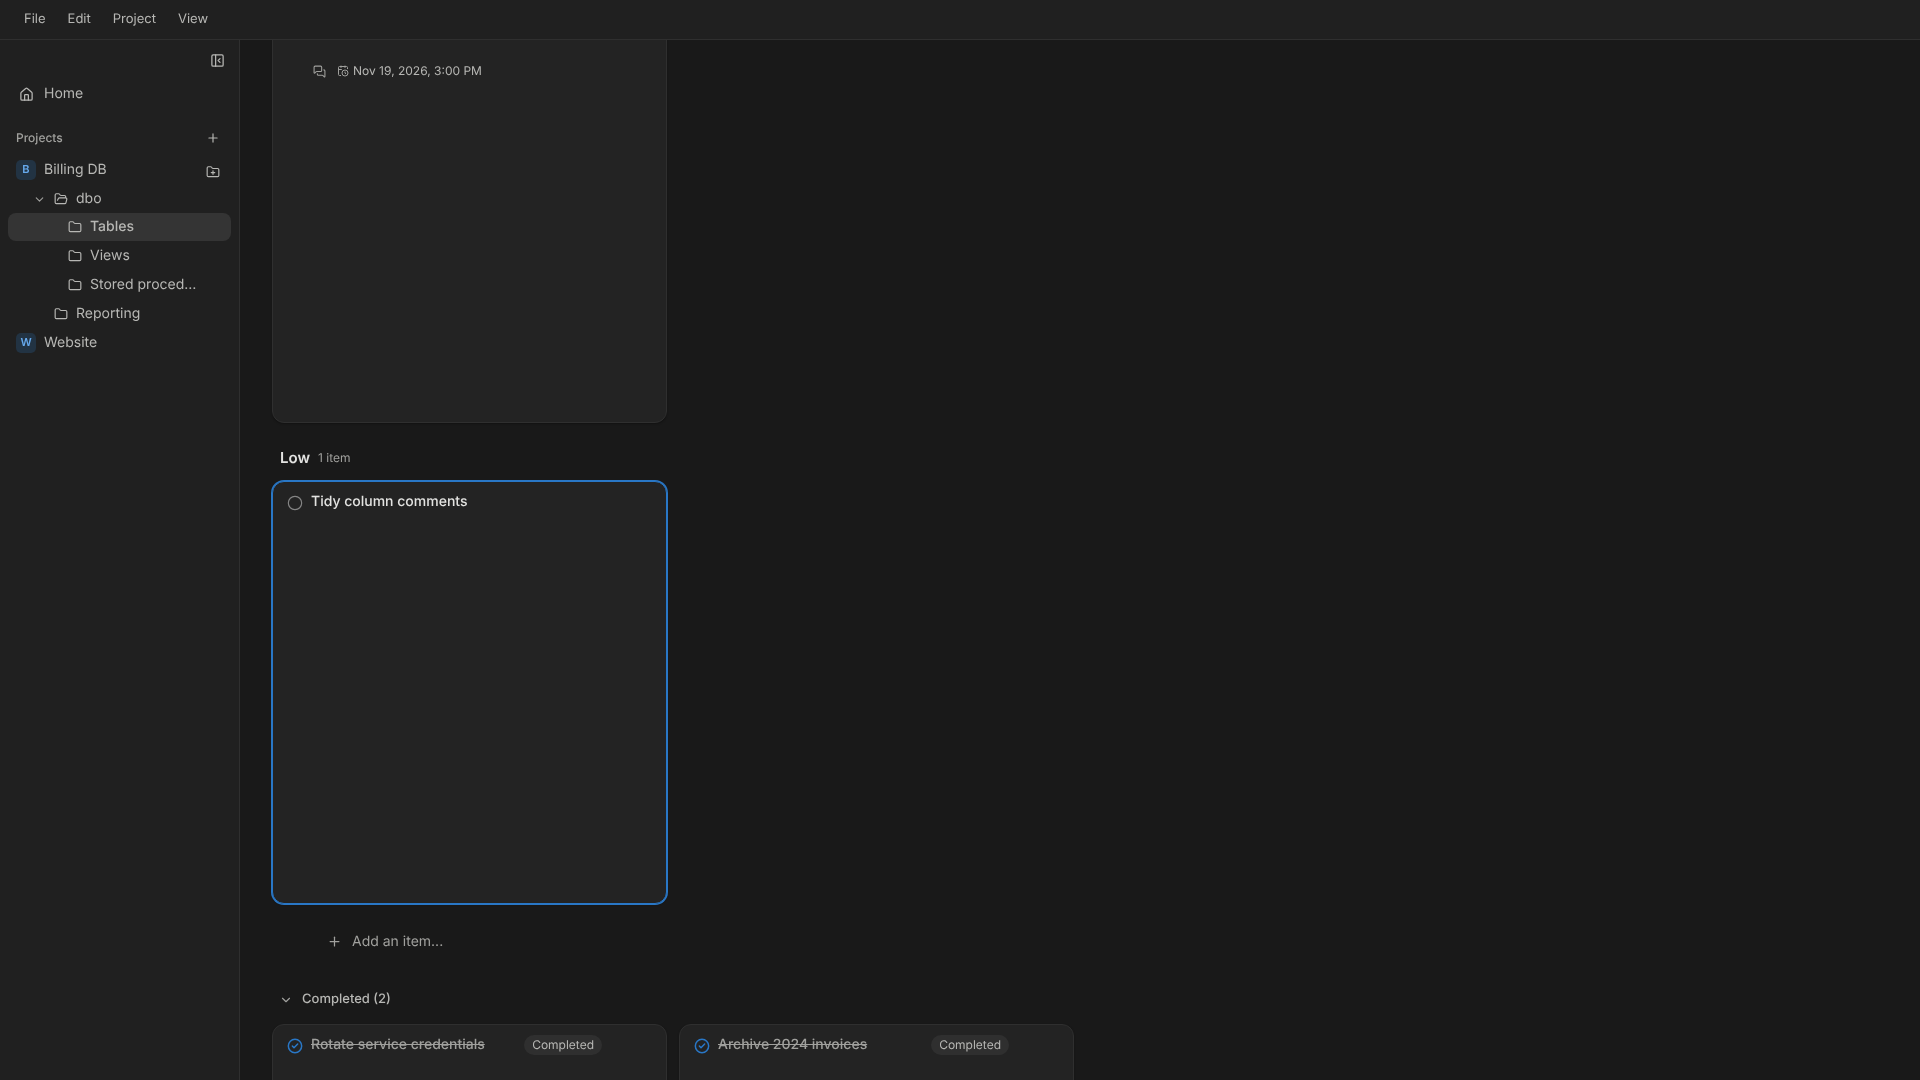 File Edit Project View
Home
Projects
B Billing DB
dbo
Tables
Views
Stored proced...
Reporting
W Website
Nov 19, 2026, 3:00 PM
Low 1 item
Tidy column comments
Add an item...
Completed (2)
Rotate service credentials Completed
Archive 2024 invoices Completed